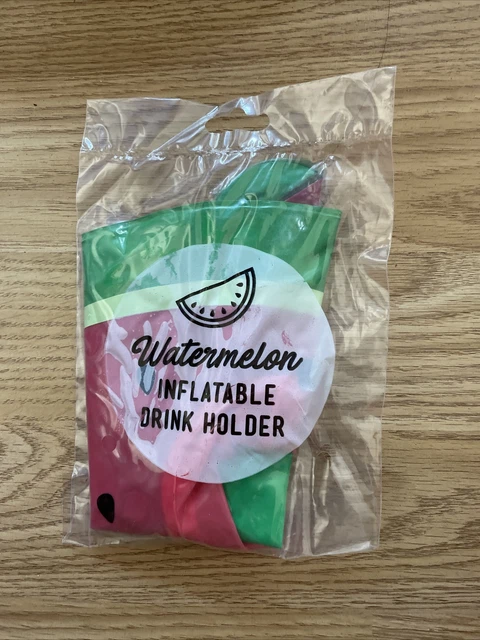 Watermelon
INFLATABLE
DRINK HOLDER